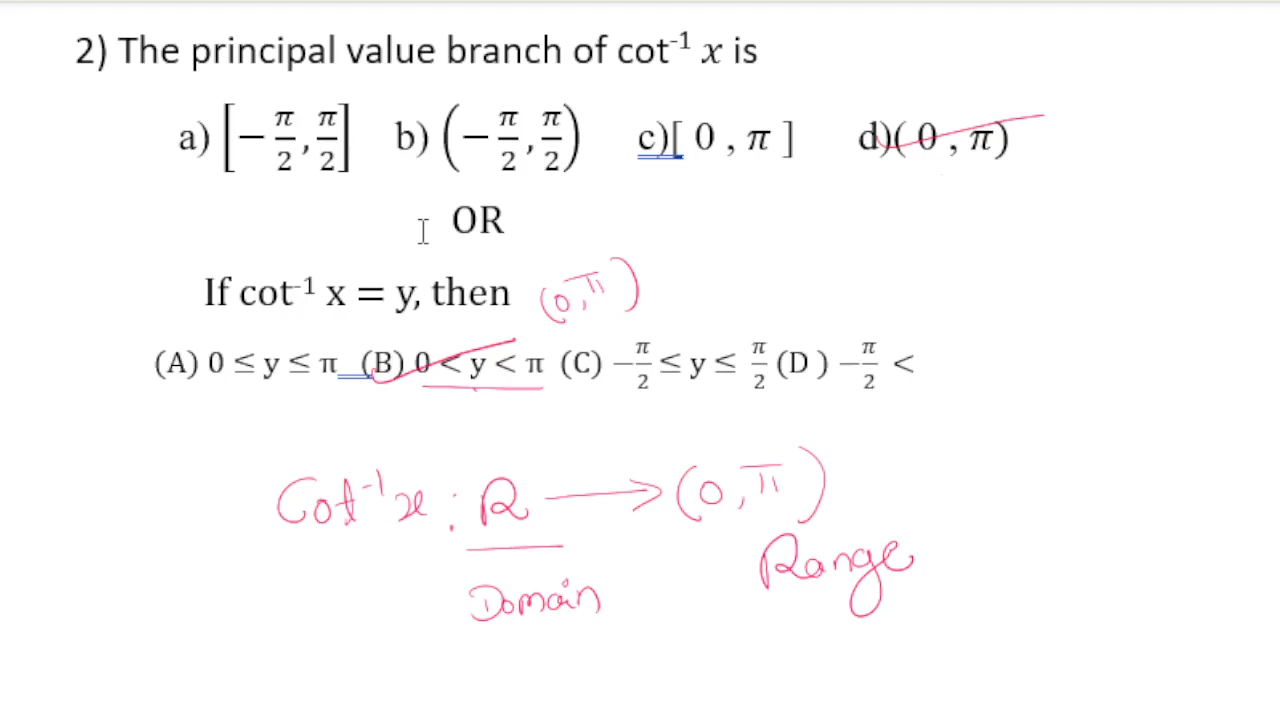 2) The principal value branch of cot⁻¹ x is
a) [−π/2, π/2] b) (−π/2, π/2) c)[ 0 , π ] d)( 0 , π)
OR
If cot⁻¹ x = y, then (0, π)
(A) 0 ≤ y ≤ π (B) 0 < y < π (C) −π/2 ≤ y ≤ π/2 (D ) −π/2 <
Cot⁻¹x : R → (0, π)
Range
Domain